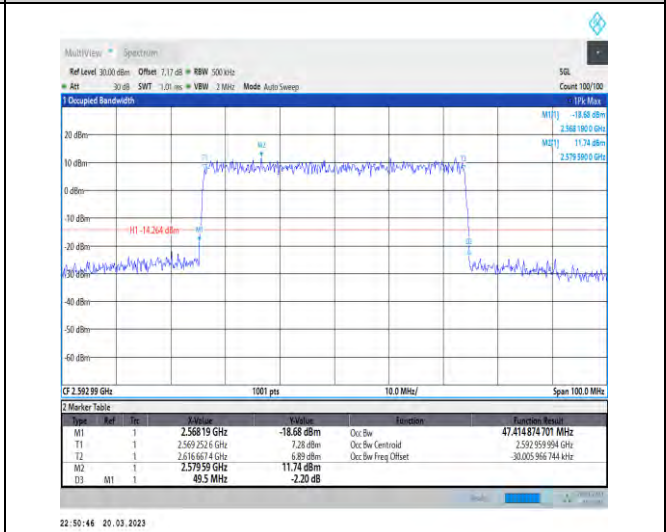 MultiView Spectrum
Ref Level 30.00 dBm Offset 7.17 dB RBW 500 kHz SGL
Att 30 dB SWT 1.01 ms VBW 2 MHz Mode Auto Sweep Count 100/100
1 Occupied Bandwidth 1Pk Max
M1[1] -18.68 dBm
2.568 190 0 GHz
M2[1] 11.74 dBm
2.579 590 0 GHz
20 dBm
M2
T1
T2
10 dBm
0 dBm
-10 dBm
H1 -14.264 dBm
M1
-20 dBm
D3
-30 dBm
-40 dBm
-50 dBm
-60 dBm
CF 2.592 99 GHz 1001 pts 10.0 MHz/ Span 100.0 MHz
2 Marker Table
Type Ref Trc X-Value Y-Value Function Function Result
M1 1 2.568 19 GHz -18.68 dBm Occ Bw 47.414 874 701 MHz
T1 1 2.569 252 6 GHz 7.28 dBm Occ Bw Centroid 2.592 959 994 GHz
T2 1 2.616 667 4 GHz 6.89 dBm Occ Bw Freq Offset -30.005 966 744 kHz
M2 1 2.579 59 GHz 11.74 dBm
D3 M1 1 49.5 MHz -2.20 dB
22:50:46 20.03.2023